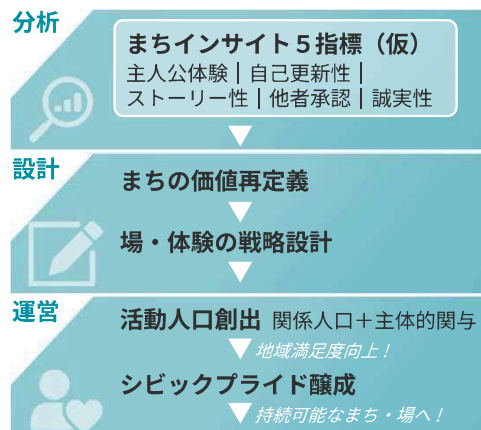 分析
まちインサイト5指標（仮）
主人公体験｜自己更新性｜
ストーリー性｜他者承認｜誠実性
設計
まちの価値再定義
場・体験の戦略設計
運営
活動人口創出 関係人口＋主体的関与
地域満足度向上！
シビックプライド醸成
持続可能なまち・場へ！